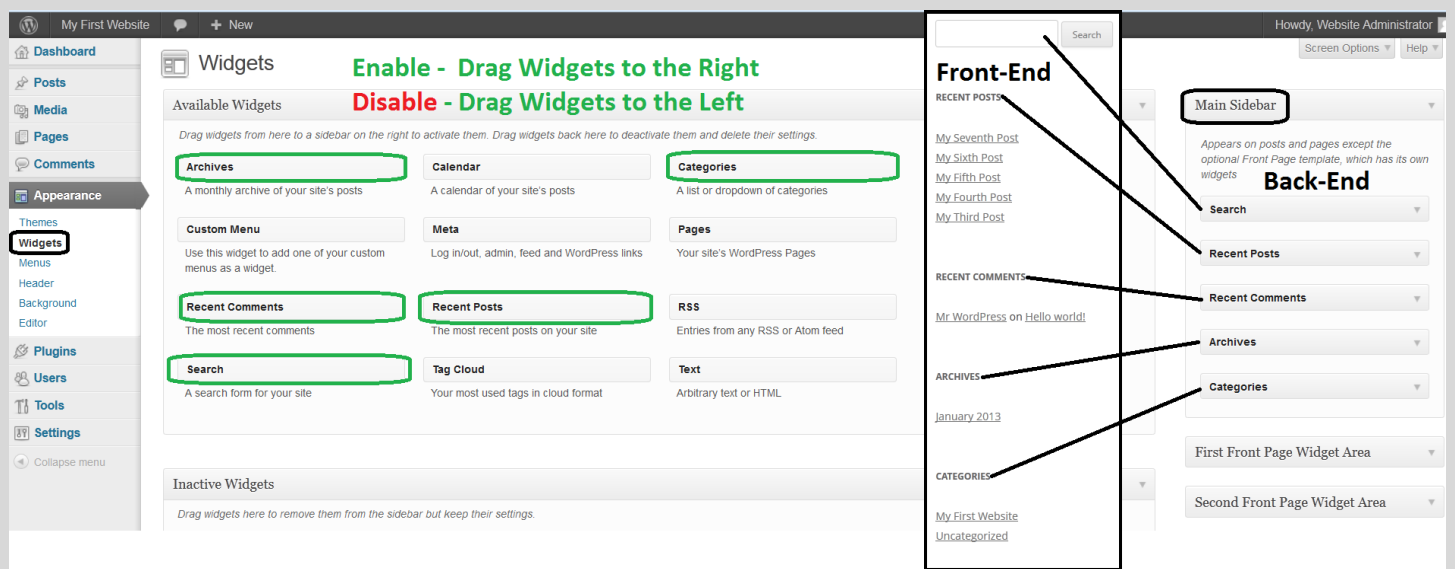 My First Website
+ New
Howdy, Website Administrator
Dashboard
Posts
Media
Pages
Comments
Appearance
Themes
Widgets
Menus
Header
Background
Editor
Plugins
Users
Tools
Settings
Collapse menu
Screen Options
Help
Widgets
Enable - Drag Widgets to the Right
Disable - Drag Widgets to the Left
Available Widgets
Drag widgets from here to a sidebar on the right to activate them. Drag widgets back here to deactivate them and delete their settings.
Archives
A monthly archive of your site's posts
Calendar
A calendar of your site's posts
Categories
A list or dropdown of categories
Custom Menu
Use this widget to add one of your custom
menus as a widget.
Meta
Log in/out, admin, feed and WordPress links
Pages
Your site's WordPress Pages
Recent Comments
The most recent comments
Recent Posts
The most recent posts on your site
RSS
Entries from any RSS or Atom feed
Search
A search form for your site
Tag Cloud
Your most used tags in cloud format
Text
Arbitrary text or HTML
Inactive Widgets
Drag widgets here to remove them from the sidebar but keep their settings.
Search
Front-End
RECENT POSTS
My Seventh Post
My Sixth Post
My Fifth Post
My Fourth Post
My Third Post
RECENT COMMENTS
Mr WordPress on Hello world!
ARCHIVES
January 2013
CATEGORIES
My First Website
Uncategorized
Main Sidebar
Appears on posts and pages except the
optional Front Page template, which has its own
widgets
Back-End
Search
Recent Posts
Recent Comments
Archives
Categories
First Front Page Widget Area
Second Front Page Widget Area